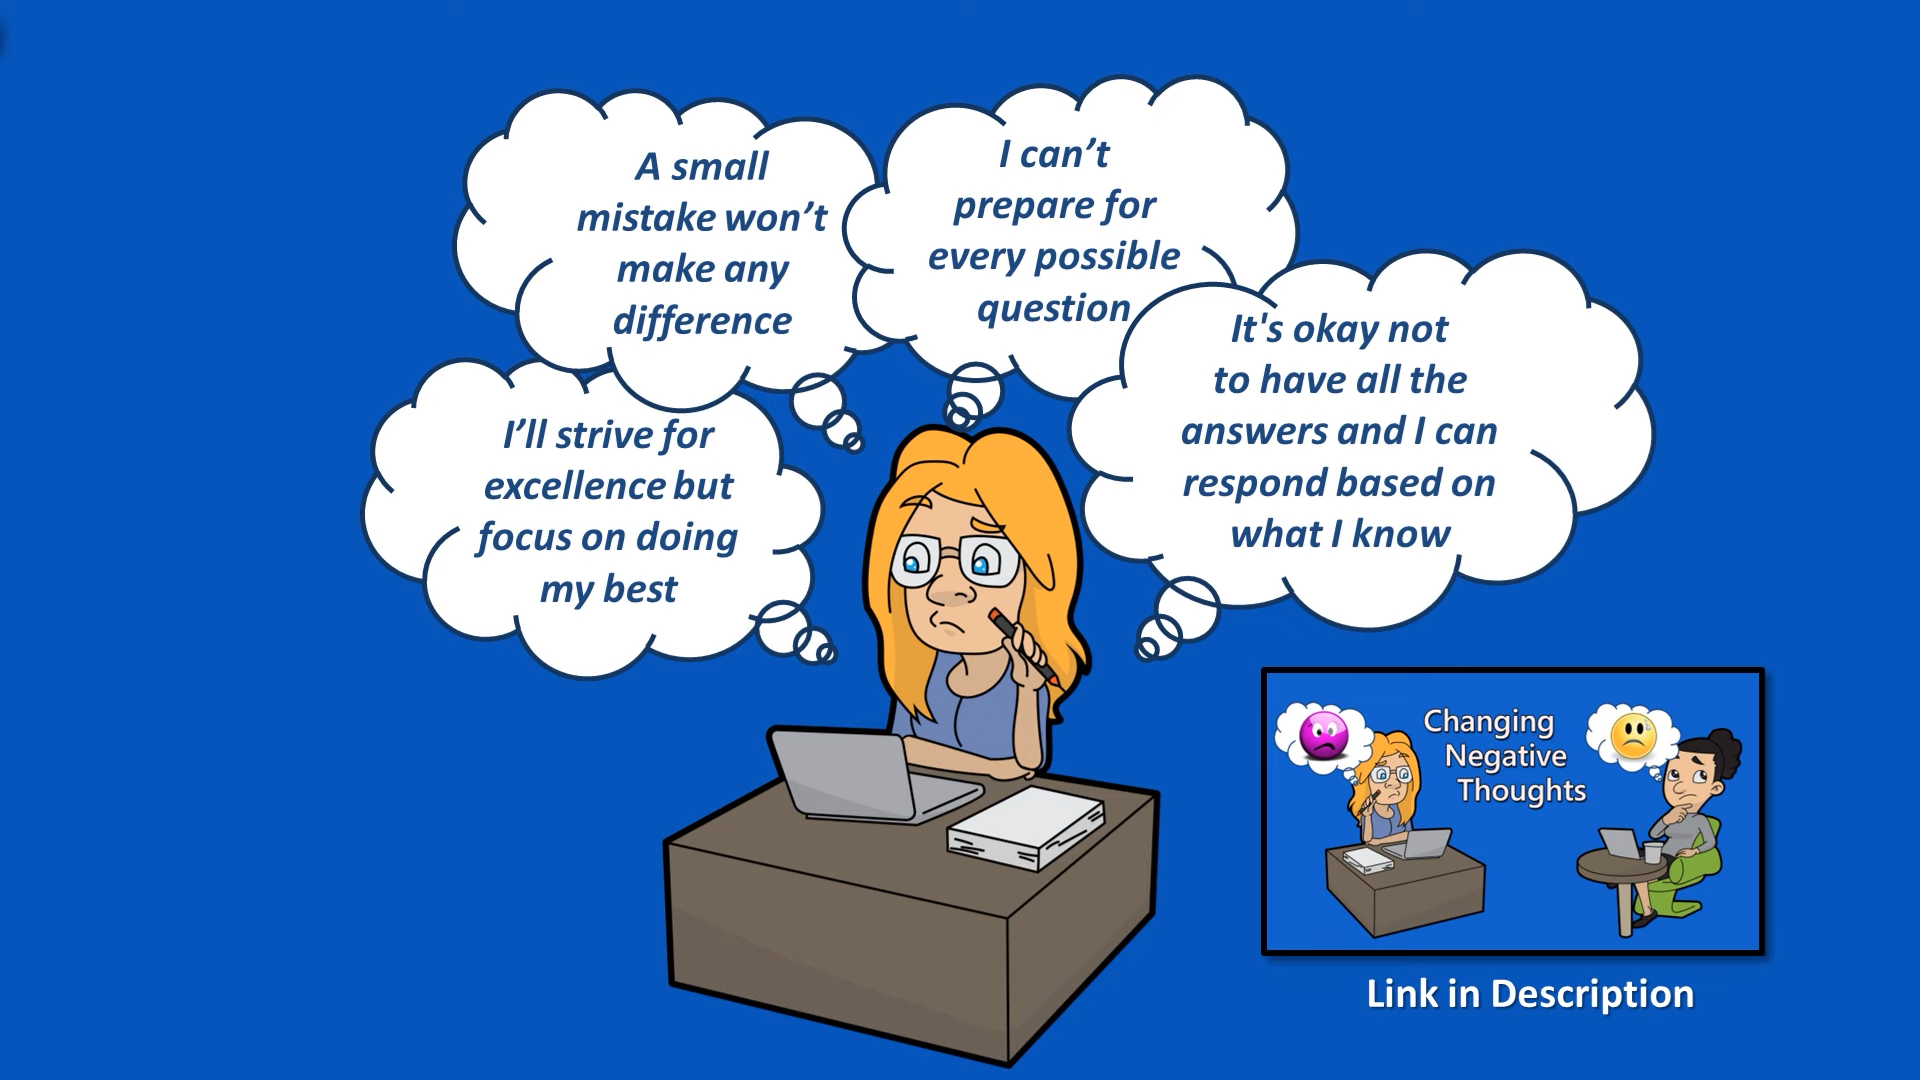 A small
mistake won’t
make any
difference
I can’t
prepare for
every possible
question
I’ll strive for
excellence but
focus on doing
my best
It's okay not
to have all the
answers and I can
respond based on
what I know
Changing
Negative
Thoughts
Link in Description